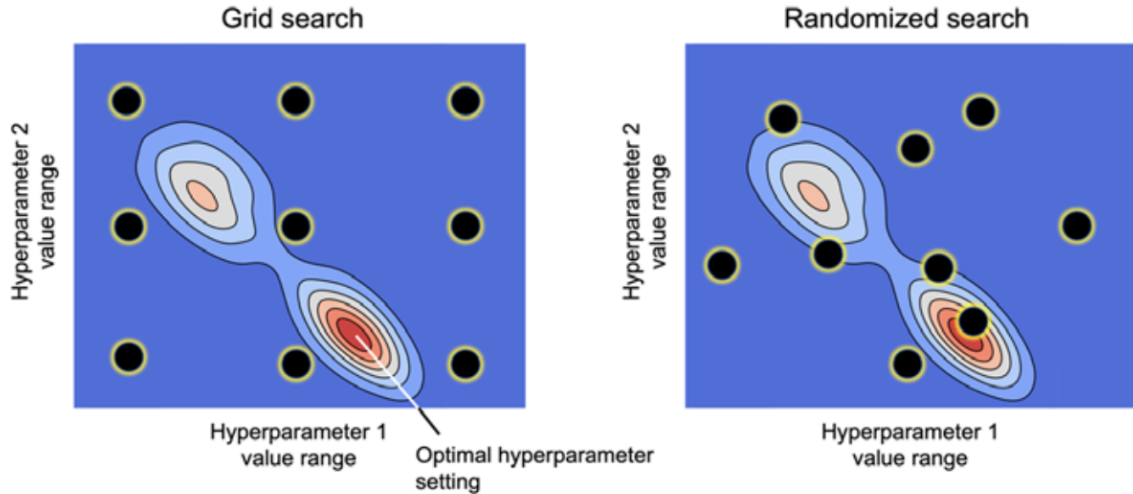 Grid search
Randomized search
Hyperparameter 2
value range
Hyperparameter 1
value range
Optimal hyperparameter
setting
Hyperparameter 2
value range
Hyperparameter 1
value range